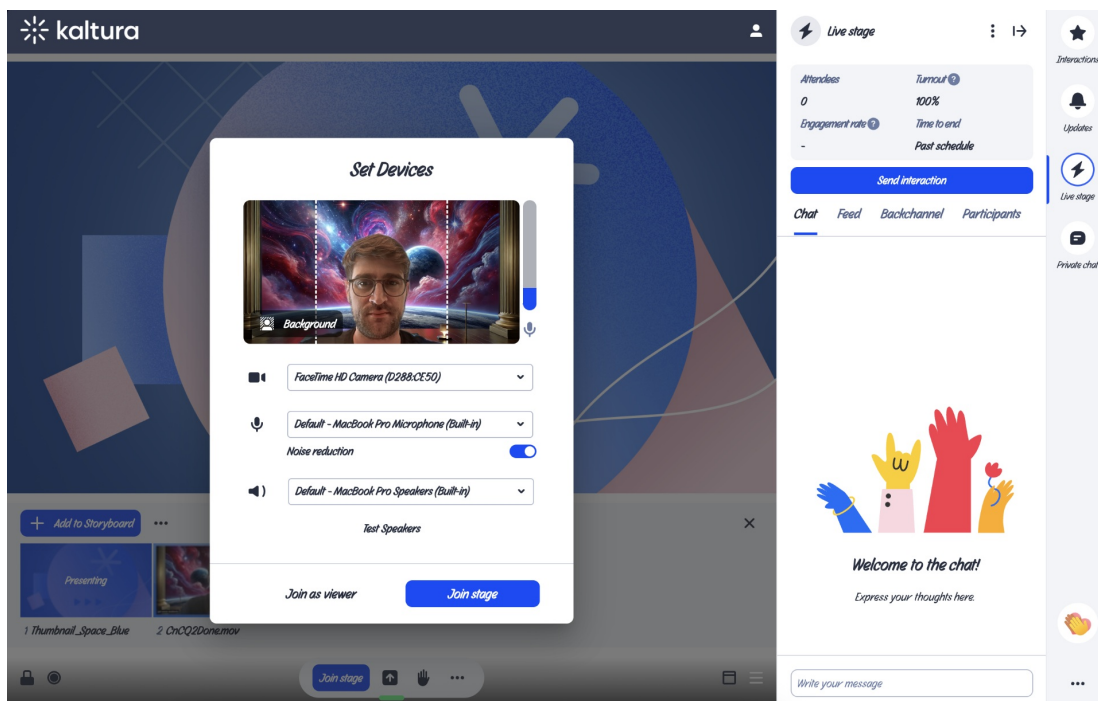 kaltura
Set Devices
Background
FaceTime HD Camera (D288:CE50)
Default - MacBook Pro Microphone (Built-in)
Noise reduction
Default - MacBook Pro Speakers (Built-in)
Test Speakers
Join as viewer
Join stage
Add to Storyboard
Presenting
1 Thumbnail_Space_Blue
2 CnCQ2Done.mov
Join stage
Live stage
Attendees
Turnout ?
0
100%
Engagement rate ?
Time to end
-
Past schedule
Send interaction
Chat Feed Backchannel Participants
Welcome to the chat!
Express your thoughts here.
Write your message
Interactions
Updates
Live stage
Private chat